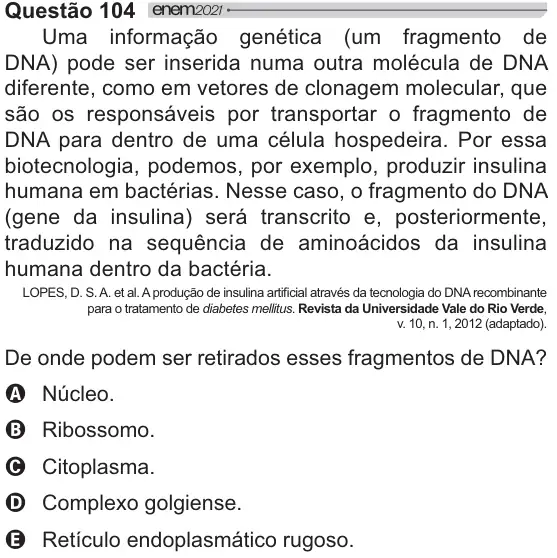 Questão 104 enem2021
Uma informação genética (um fragmento de
DNA) pode ser inserida numa outra molécula de DNA
diferente, como em vetores de clonagem molecular, que
são os responsáveis por transportar o fragmento de
DNA para dentro de uma célula hospedeira. Por essa
biotecnologia, podemos, por exemplo, produzir insulina
humana em bactérias. Nesse caso, o fragmento do DNA
(gene da insulina) será transcrito e, posteriormente,
traduzido na sequência de aminoácidos da insulina
humana dentro da bactéria.
LOPES, D. S. A. et al. A produção de insulina artificial através da tecnologia do DNA recombinante
para o tratamento de diabetes mellitus. Revista da Universidade Vale do Rio Verde,
v. 10, n. 1, 2012 (adaptado).
De onde podem ser retirados esses fragmentos de DNA?
A Núcleo.
B Ribossomo.
C Citoplasma.
D Complexo golgiense.
E Retículo endoplasmático rugoso.